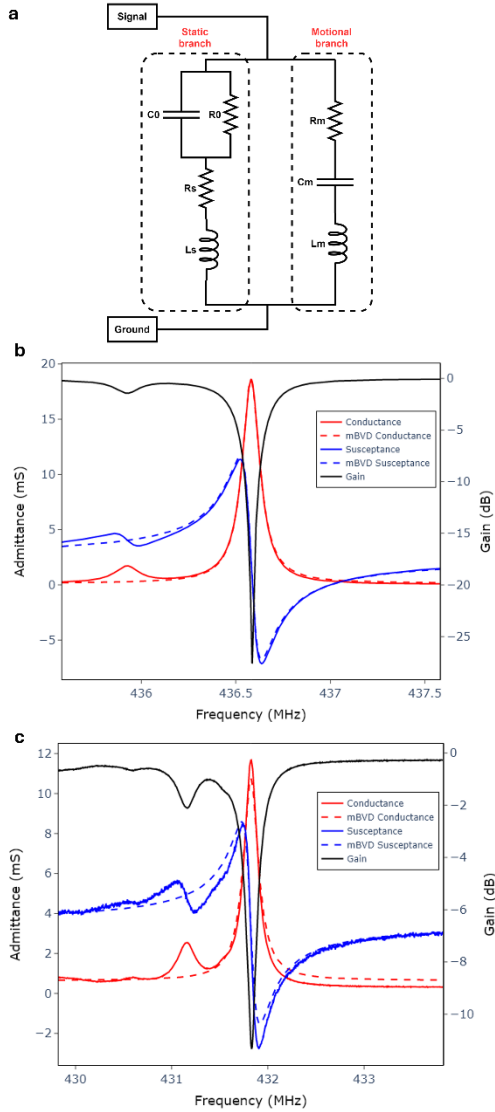 a
Signal
Static
branch
Motional
branch
C0
R0
Rm
Rs
Cm
Ls
Lm
Ground
b
20
15
10
5
0
−5
Admittance (mS)
0
−5
−10
−15
−20
−25
Gain (dB)
Conductance
mBVD Conductance
Susceptance
mBVD Susceptance
Gain
436
436.5
437
437.5
Frequency (MHz)
c
12
10
8
6
4
2
0
−2
Admittance (mS)
0
−2
−4
−6
−8
−10
Gain (dB)
Conductance
mBVD Conductance
Susceptance
mBVD Susceptance
Gain
430
431
432
433
Frequency (MHz)